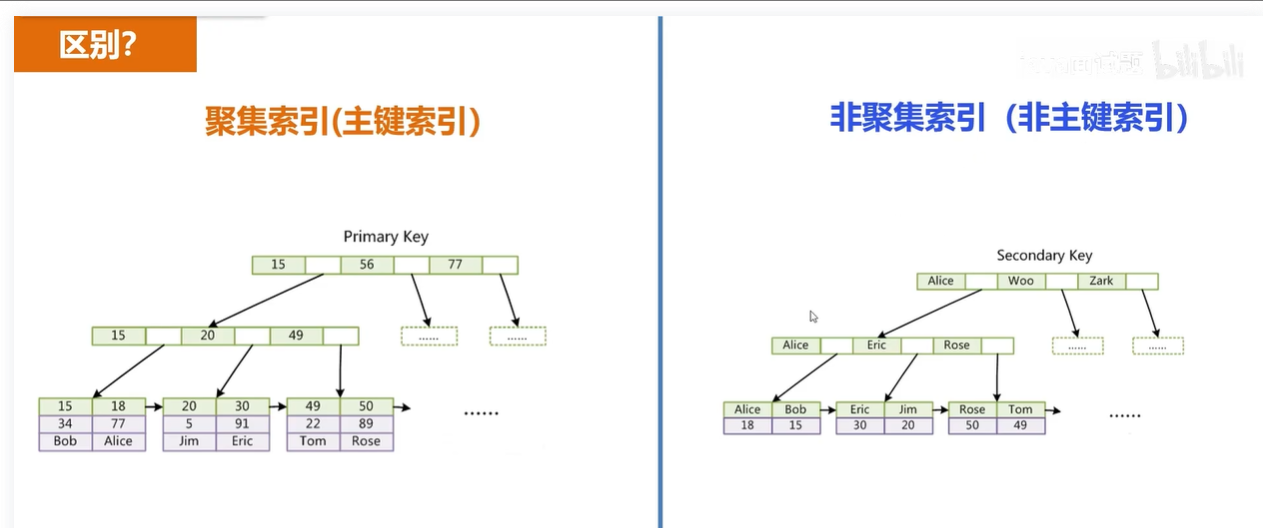 区别?
bilibili
聚集索引(主键索引)
非聚集索引（非主键索引）
Primary Key
15 56 77
15 20 49
...... ......
15 18 20 30 49 50
34 77 5 91 22 89
Bob Alice Jim Eric Tom Rose
......
Secondary Key
Alice Woo Zark
Alice Eric Rose
...... ......
Alice Bob Eric Jim Rose Tom
18 15 30 20 50 49
......